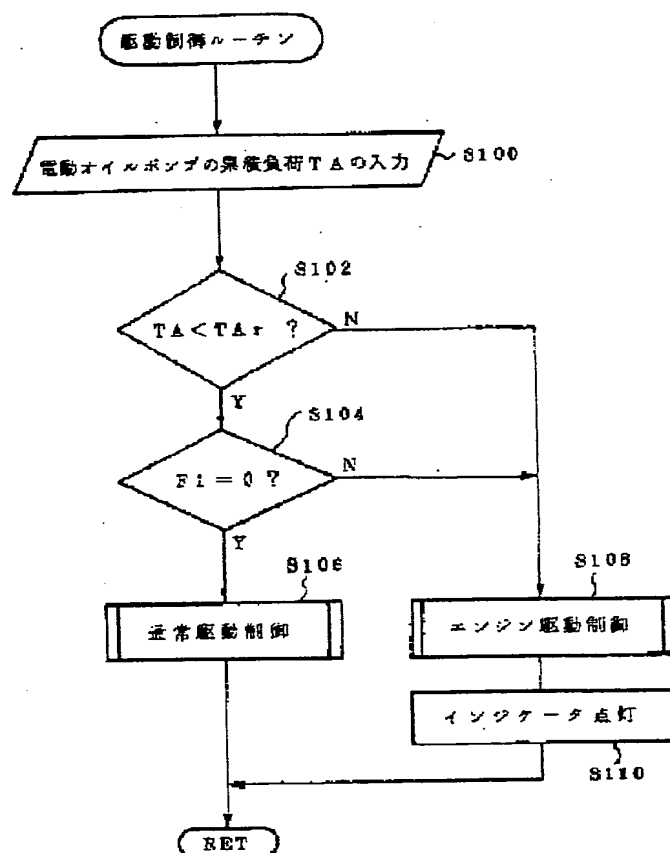 駆動制御ルーチン
電動オイルポンプの累積負荷TAの入力
S100
S102
TA<TAr ?
N
Y
S104
Fi=0?
N
Y
S106
S108
通常駆動制御
エンジン駆動制御
インジケータ点灯
S110
RET